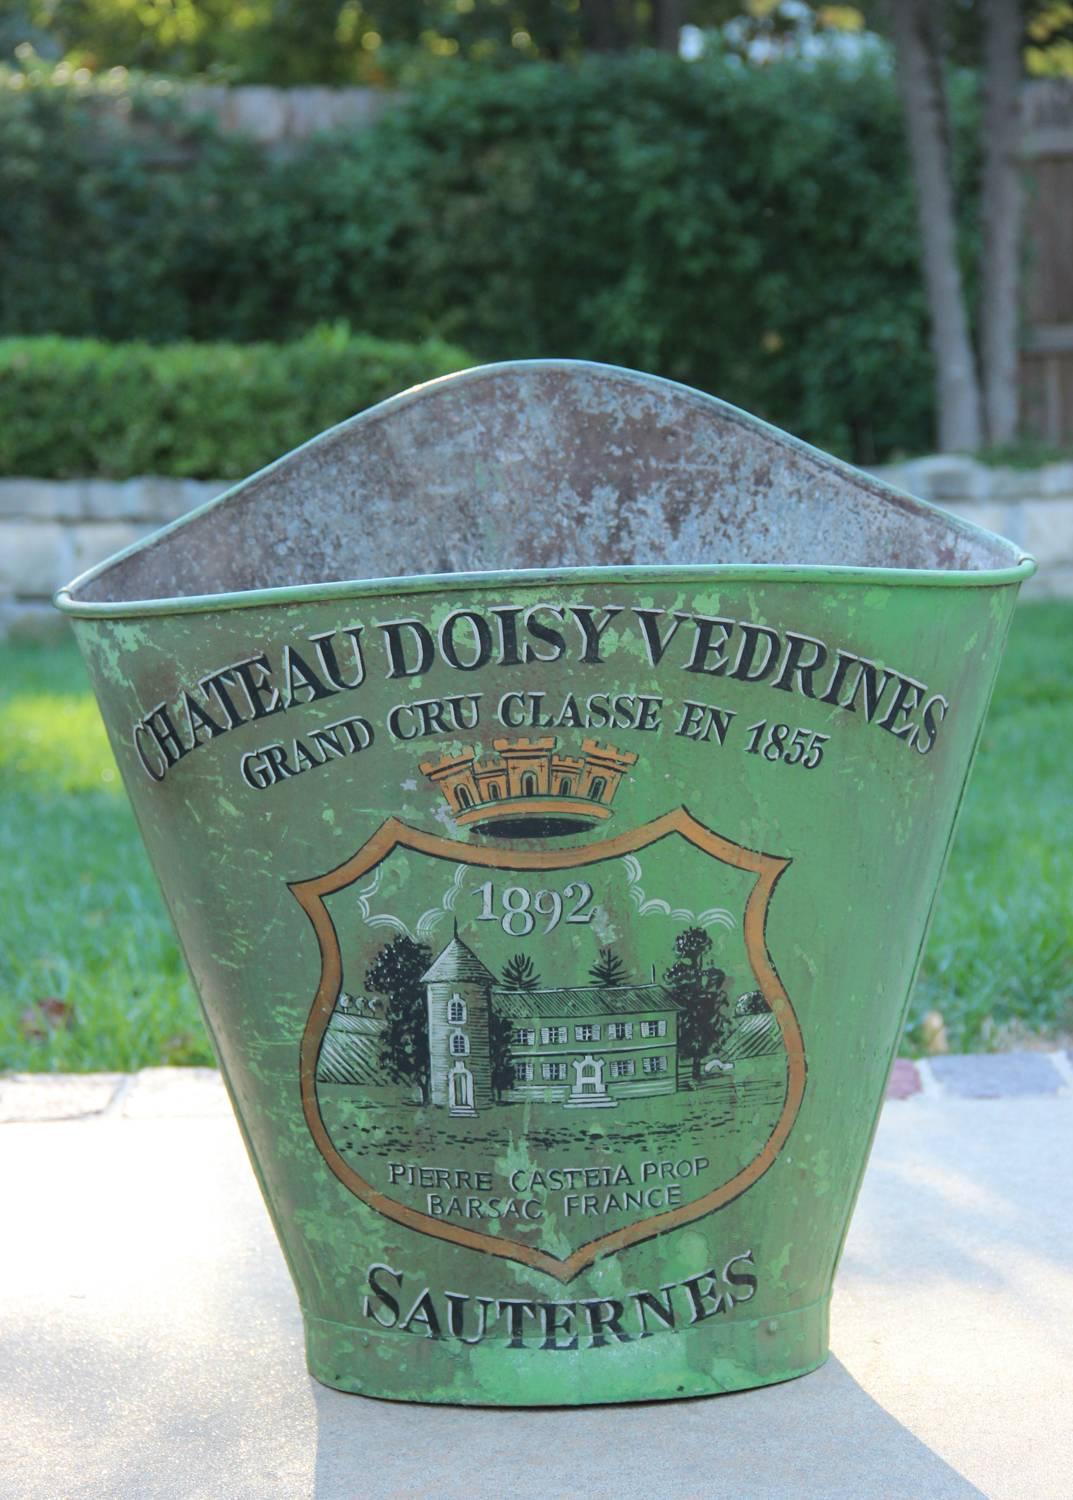 CHATEAU DOISY VEDRINES
GRAND CRU CLASSE EN 1855
1892
PIERRE CASTEIA PROP
BARSAC FRANCE
SAUTERNES